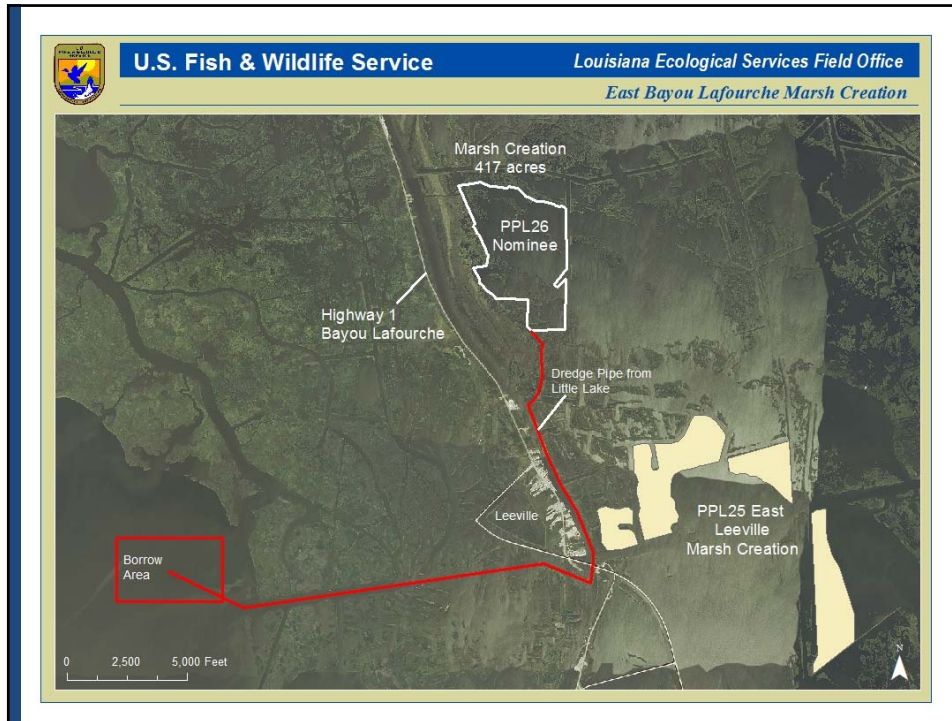 U.S. Fish & Wildlife Service
Louisiana Ecological Services Field Office
East Bayou Lafourche Marsh Creation
Marsh Creation
417 acres
PPL26
Nominee
Highway 1
Bayou Lafourche
Dredge Pipe from
Little Lake
Leeville
PPL25 East
Leeville
Marsh Creation
Borrow
Area
0 2,500 5,000 Feet
N